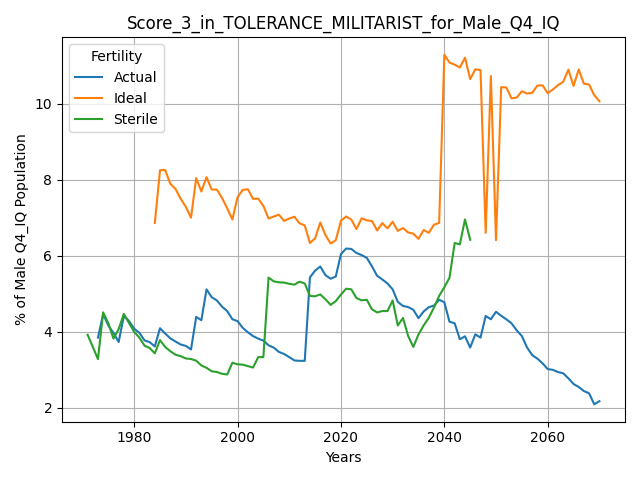 Score_3_in_TOLERANCE_MILITARIST_for_Male_Q4_IQ
Fertility
Actual
Ideal
Sterile
% of Male Q4_IQ Population
10
8
6
4
2
1980 2000 2020 2040 2060
Years